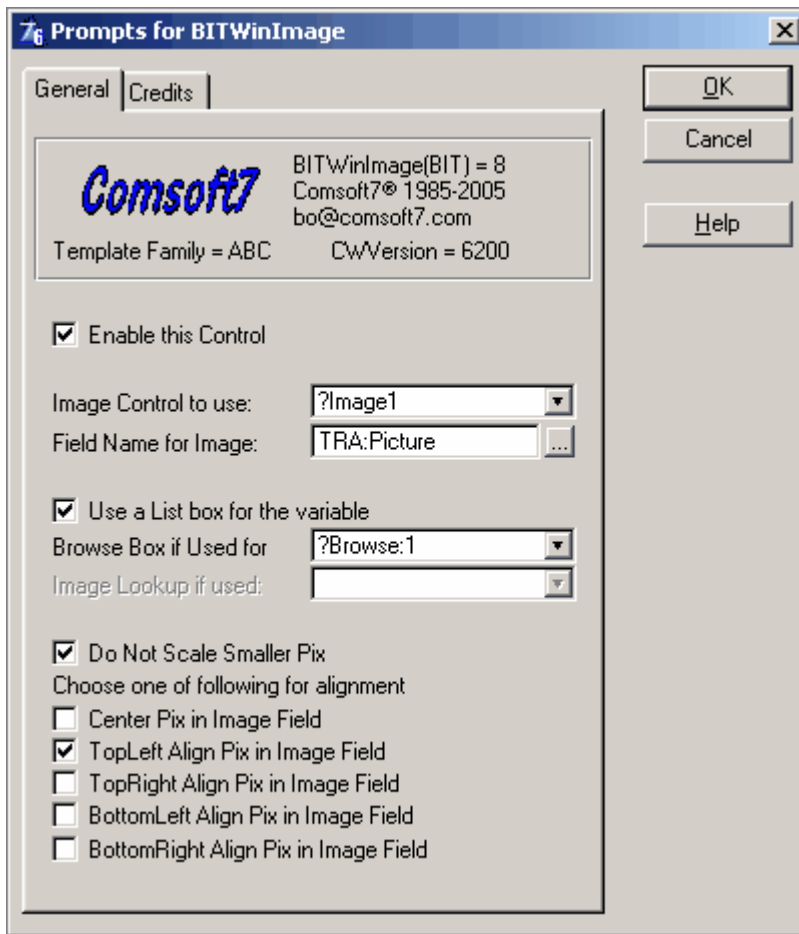 76 Prompts for BITWinImage
General Credits
OK
Cancel
Help
Comsoft7
BITWinImage(BIT) = 8
Comsoft7® 1985-2005
bo@comsoft7.com
Template Family = ABC CWVersion = 6200
Enable this Control
Image Control to use: ?Image1
Field Name for Image: TRA:Picture ...
Use a List box for the variable
Browse Box if Used for ?Browse:1
Image Lookup if used:
Do Not Scale Smaller Pix
Choose one of following for alignment
Center Pix in Image Field
TopLeft Align Pix in Image Field
TopRight Align Pix in Image Field
BottomLeft Align Pix in Image Field
BottomRight Align Pix in Image Field